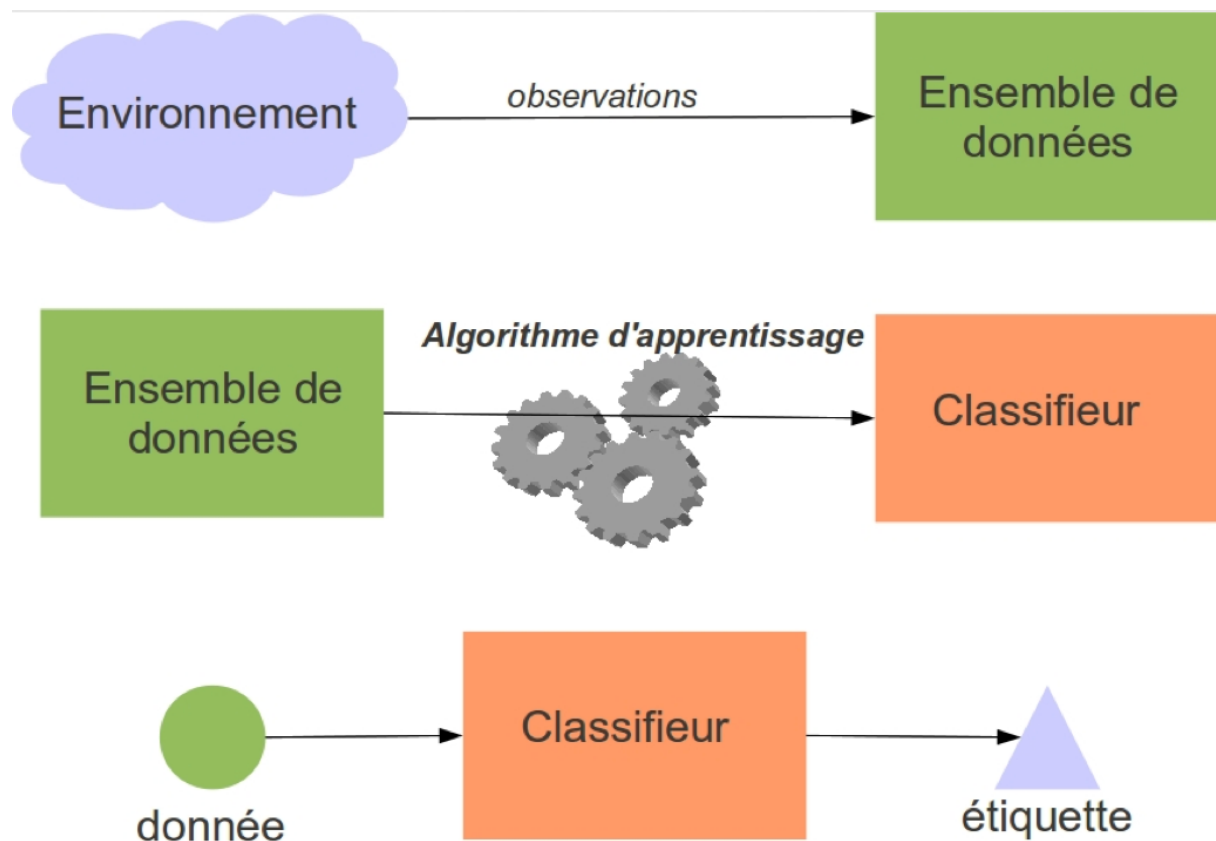 Environnement
observations
Ensemble de
données
Ensemble de
données
Algorithme d'apprentissage
Classifieur
donnée
Classifieur
étiquette